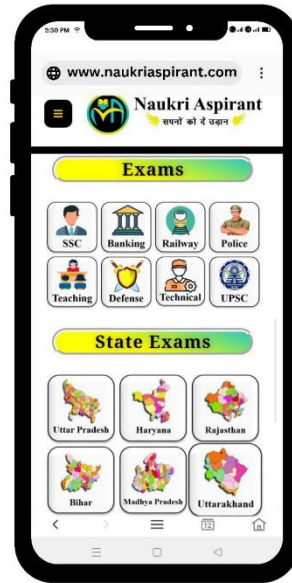 5:30 PM
www.naukriaspirant.com
Naukri Aspirant
सपनों को दें उड़ान
Exams
SSC Banking Railway Police
Teaching Defense Technical UPSC
State Exams
Uttar Pradesh Haryana Rajasthan
Bihar Madhya Pradesh Uttarakhand
12